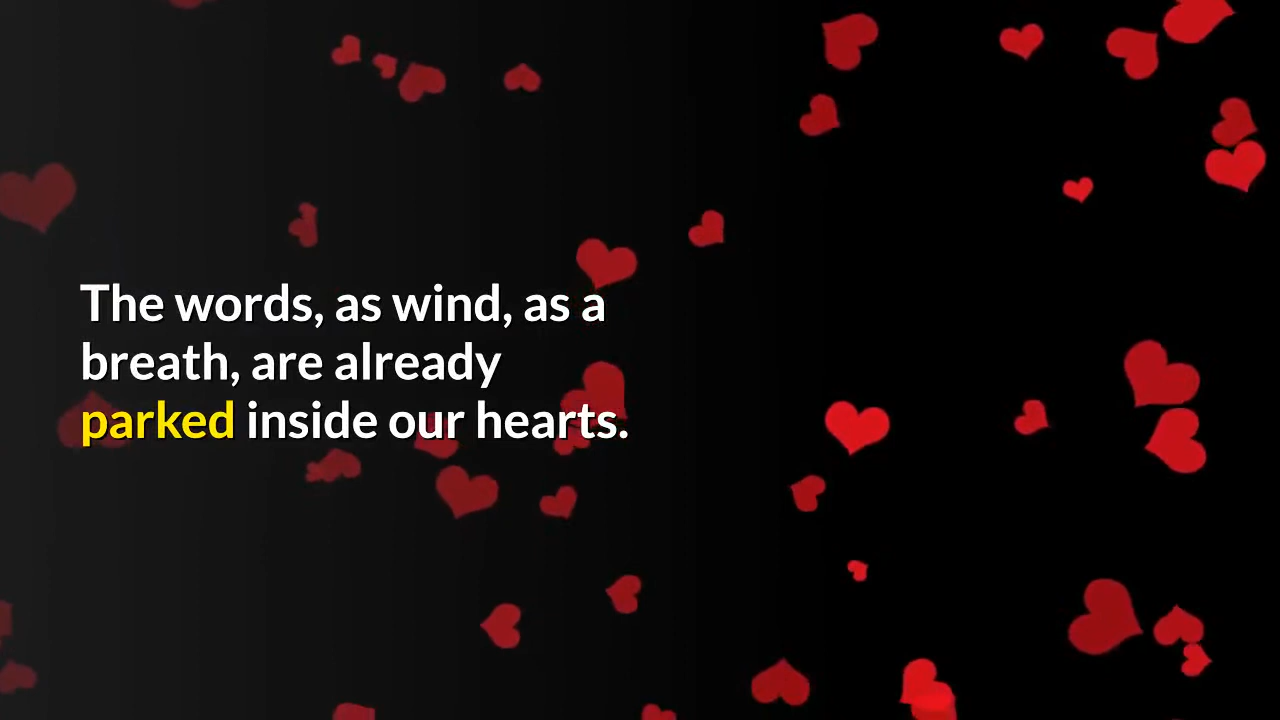 The words, as wind, as a
breath, are already
parked inside our hearts.